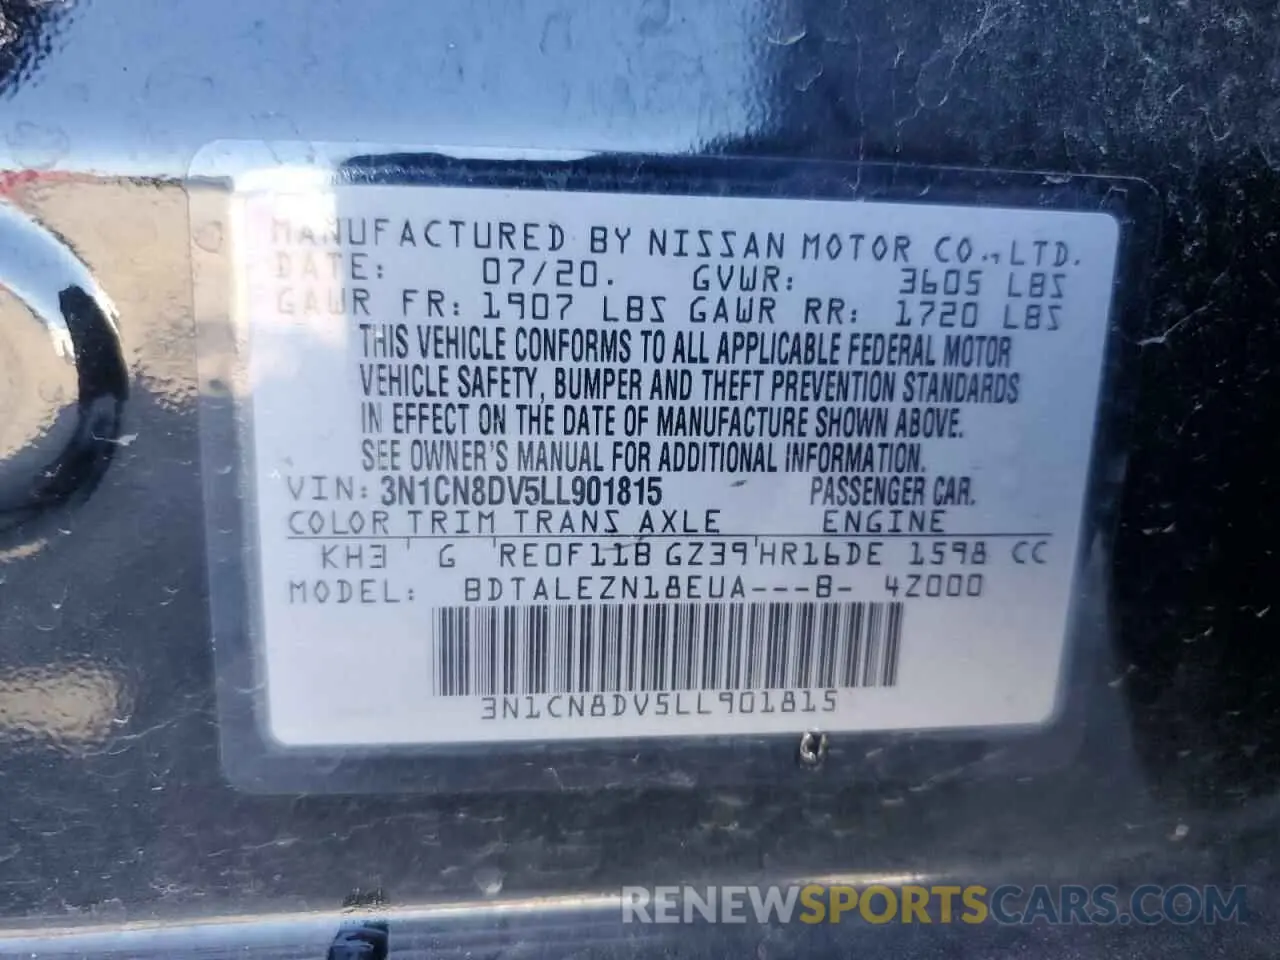 MANUFACTURED BY NISSAN MOTOR CO., LTD.
DATE: 07/20. GVWR: 3605 LBS
GAWR FR: 1907 LBS GAWR RR: 1720 LBS
THIS VEHICLE CONFORMS TO ALL APPLICABLE FEDERAL MOTOR
VEHICLE SAFETY, BUMPER AND THEFT PREVENTION STANDARDS
IN EFFECT ON THE DATE OF MANUFACTURE SHOWN ABOVE.
SEE OWNER'S MANUAL FOR ADDITIONAL INFORMATION.
VIN: 3N1CN8DV5LL901815 PASSENGER CAR.
COLOR TRIM TRANS AXLE ENGINE
KH3 G RE0F11B GZ39 HR16DE 1598 CC
MODEL: BDTALEZN18EUA---B- 4Z000
3N1CN8DV5LL901815
RENEWSPORTSCARS.COM